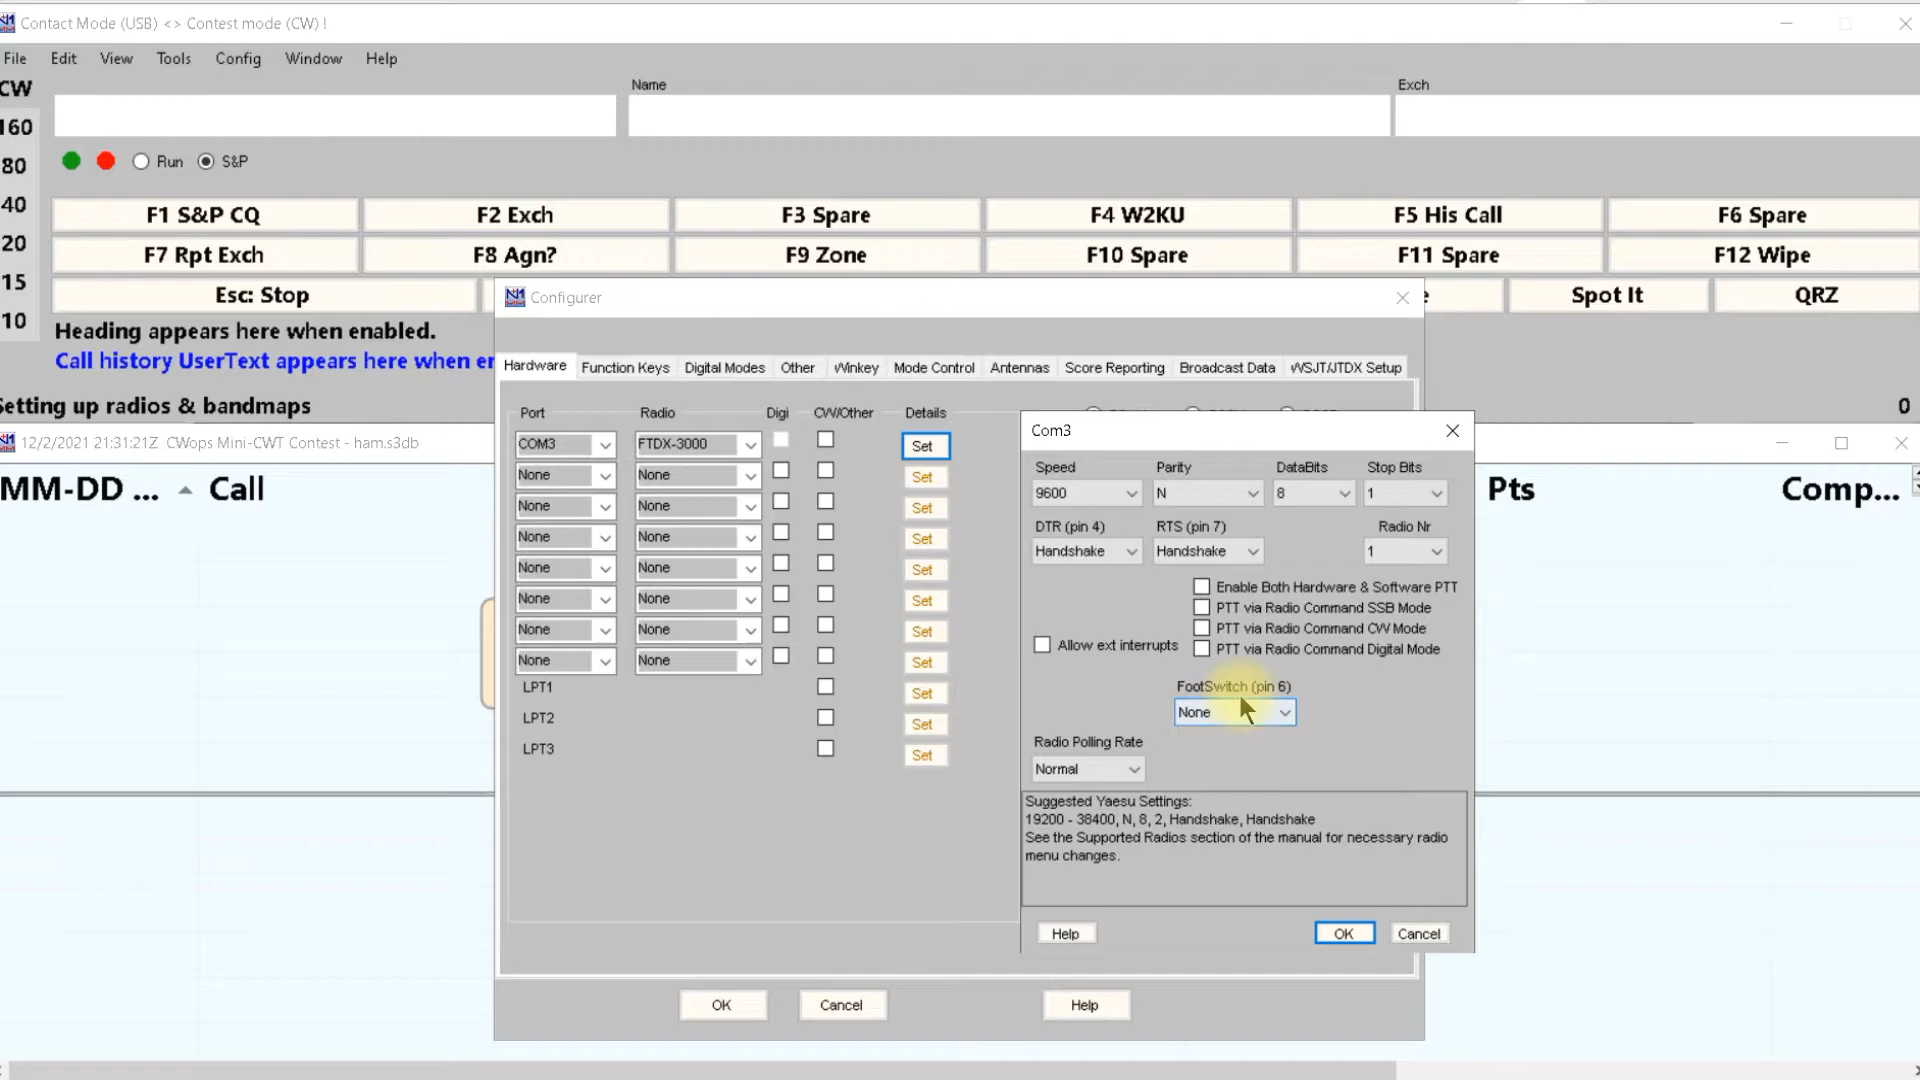 Contact Mode (USB) <> Contest mode (CW) !
File Edit View Tools Config Window Help
CW
Name Exch
160
80
Run S&P
40
F1 S&P CQ F2 Exch F3 Spare F4 W2KU F5 His Call F6 Spare
20
F7 Rpt Exch F8 Agn? F9 Zone F10 Spare F11 Spare F12 Wipe
15
Esc: Stop Spot It QRZ
10
Heading appears here when enabled.
Call history UserText appears here when
Setting up radios & bandmaps 0
12/2/2021 21:31:21Z CWops Mini-CWT Contest - ham.s3db
MM-DD ... Call Pts Comp...
Configurer
Hardware Function Keys Digital Modes Other Winkey Mode Control Antennas Score Reporting Broadcast Data WSJT/JTDX Setup
Port Radio Digi CW/Other Details
COM3 FTDX-3000 Set
None None Set
None None Set
None None Set
None None Set
None None Set
None None Set
None None Set
LPT1 Set
LPT2 Set
LPT3 Set
OK Cancel Help
Com3
Speed Parity DataBits Stop Bits
9600 N 8 1
DTR (pin 4) RTS (pin 7) Radio Nr
Handshake Handshake 1
Enable Both Hardware & Software PTT
PTT via Radio Command SSB Mode
PTT via Radio Command CW Mode
Allow ext interrupts PTT via Radio Command Digital Mode
FootSwitch (pin 6)
None
Radio Polling Rate
Normal
Suggested Yaesu Settings:
19200 - 38400, N, 8, 2, Handshake, Handshake
See the Supported Radios section of the manual for necessary radio
menu changes.
Help OK Cancel